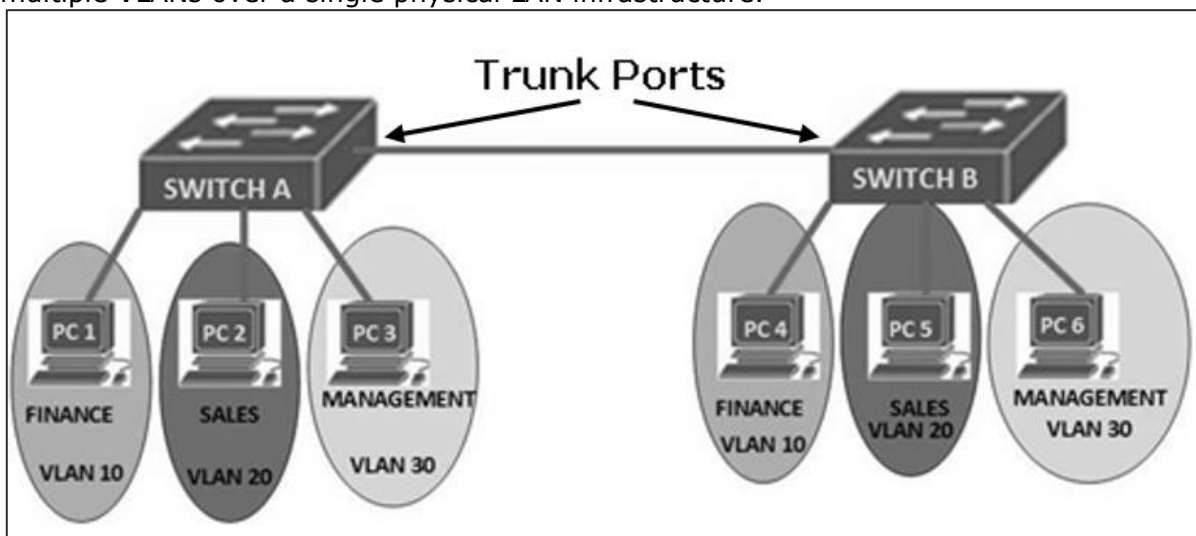 multiple VLANs over a single physical LAN infrastructure.
Trunk Ports
SWITCH A
SWITCH B
PC 1
PC 2
PC 3
PC 4
PC 5
PC 6
FINANCE
SALES
MANAGEMENT
VLAN 10
VLAN 20
VLAN 30
FINANCE
SALES
MANAGEMENT
VLAN 10
VLAN 20
VLAN 30